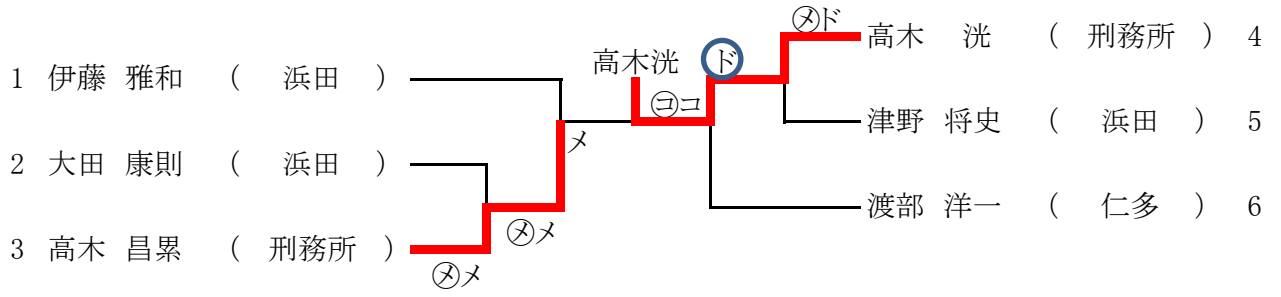 1 伊藤 雅和 ( 浜田 )
2 大田 康則 ( 浜田 )
3 高木 昌累 ( 刑務所 )
㋱メ
㋱メ
メ
高木洸
㋙コ
ド
㋱ド
高木 洸 ( 刑務所 ) 4
津野 将史 ( 浜田 ) 5
渡部 洋一 ( 仁多 ) 6